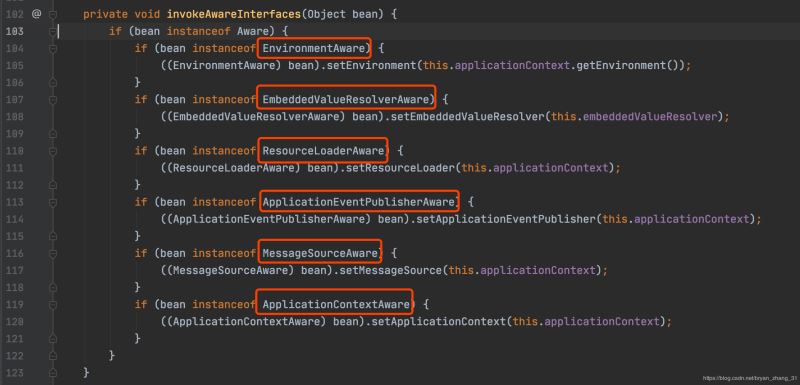 102 @ private void invokeAwareInterfaces(Object bean) {
103 if (bean instanceof Aware) {
104 if (bean instanceof EnvironmentAware) {
105 ((EnvironmentAware) bean).setEnvironment(this.applicationContext.getEnvironment());
106 }
107 if (bean instanceof EmbeddedValueResolverAware) {
108 ((EmbeddedValueResolverAware) bean).setEmbeddedValueResolver(this.embeddedValueResolver);
109 }
110 if (bean instanceof ResourceLoaderAware) {
111 ((ResourceLoaderAware) bean).setResourceLoader(this.applicationContext);
112 }
113 if (bean instanceof ApplicationEventPublisherAware) {
114 ((ApplicationEventPublisherAware) bean).setApplicationEventPublisher(this.applicationContext);
115 }
116 if (bean instanceof MessageSourceAware) {
117 ((MessageSourceAware) bean).setMessageSource(this.applicationContext);
118 }
119 if (bean instanceof ApplicationContextAware) {
120 ((ApplicationContextAware) bean).setApplicationContext(this.applicationContext);
121 }
122 }
123 }
https://blog.csdn.net/bryan_zhang_31